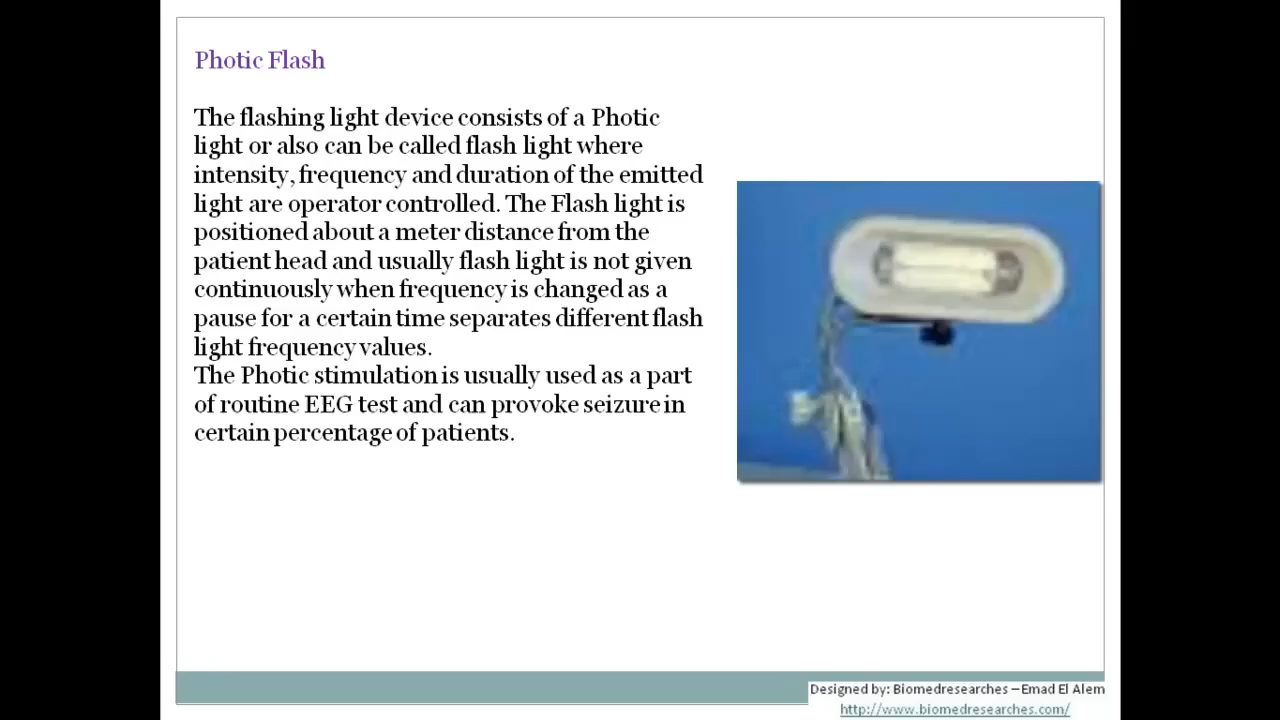 Photic Flash
The flashing light device consists of a Photic
light or also can be called flash light where
intensity, frequency and duration of the emitted
light are operator controlled. The Flash light is
positioned about a meter distance from the
patient head and usually flash light is not given
continuously when frequency is changed as a
pause for a certain time separates different flash
light frequency values.
The Photic stimulation is usually used as a part
of routine EEG test and can provoke seizure in
certain percentage of patients.
Designed by: Biomedresearches – Emad El Alem
http://www.biomedresearches.com/